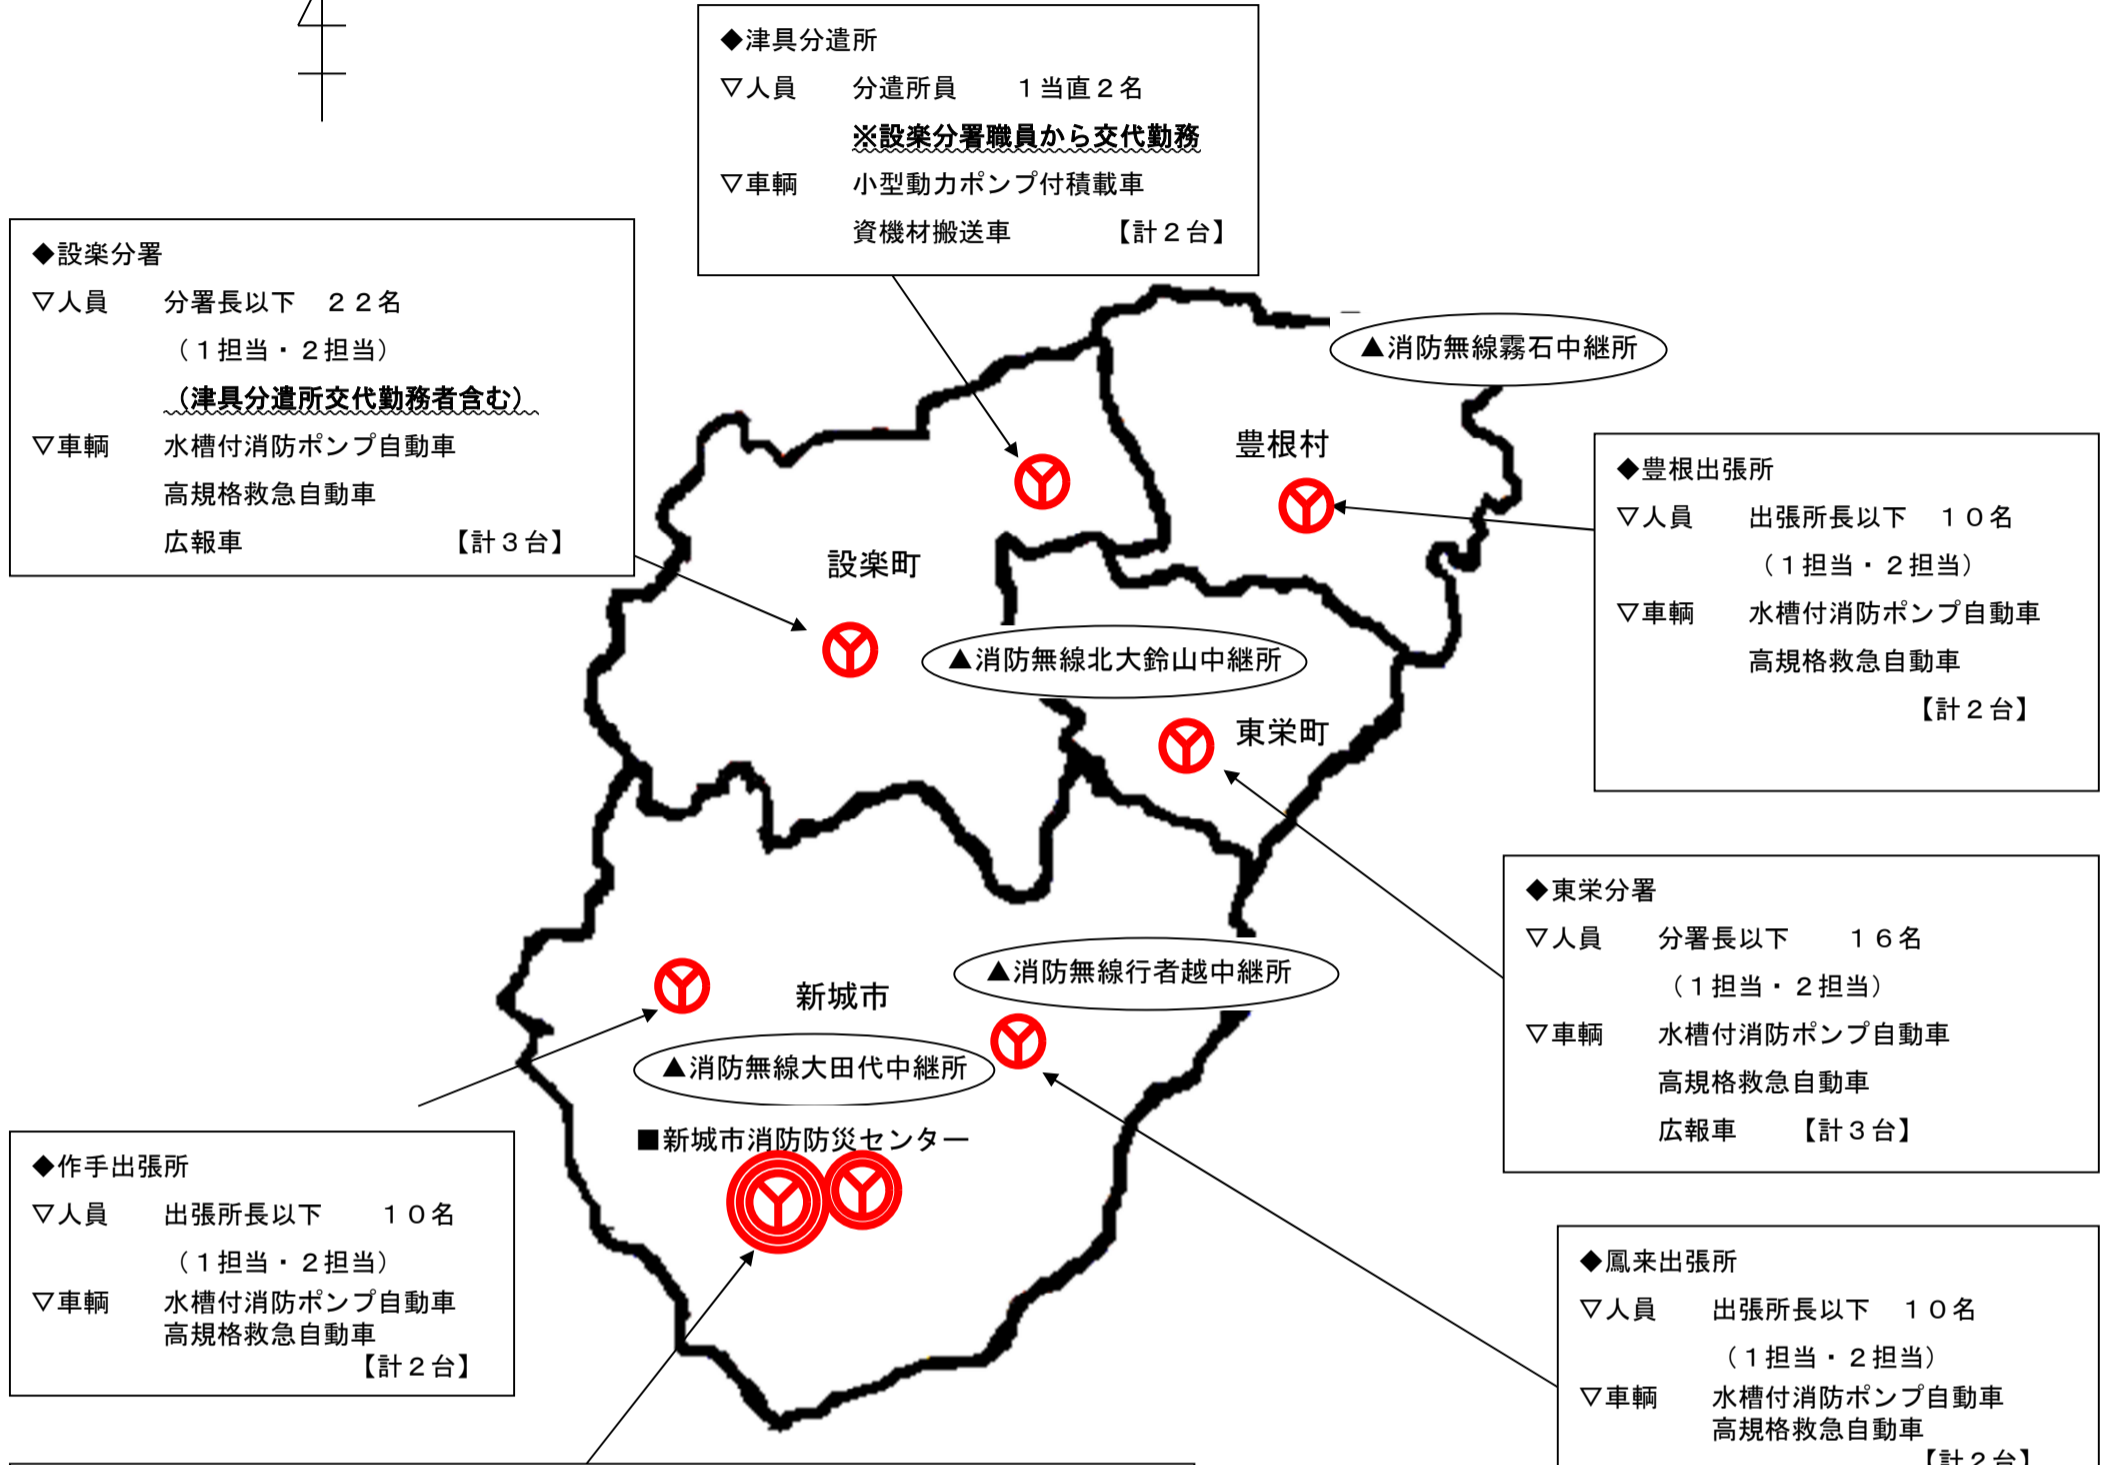 ◆津具分遣所
▽人員　分遣所員　１当直２名
※設楽分署職員から交代勤務
▽車輌　小型動力ポンプ付積載車
資機材搬送車　【計２台】
◆設楽分署
▽人員　分署長以下　２２名
（１担当・２担当）
（津具分遣所交代勤務者含む）
▽車輌　水槽付消防ポンプ自動車
高規格救急自動車
広報車　【計３台】
▲消防無線霧石中継所
豊根村
◆豊根出張所
▽人員　出張所長以下　１０名
（１担当・２担当）
▽車輌　水槽付消防ポンプ自動車
高規格救急自動車
【計２台】
設楽町
▲消防無線北大鈴山中継所
東栄町
◆東栄分署
▽人員　分署長以下　１６名
（１担当・２担当）
▽車輌　水槽付消防ポンプ自動車
高規格救急自動車
広報車　【計３台】
新城市
▲消防無線行者越中継所
▲消防無線大田代中継所
■新城市消防防災センター
◆作手出張所
▽人員　出張所長以下　１０名
（１担当・２担当）
▽車輌　水槽付消防ポンプ自動車
高規格救急自動車
【計２台】
◆鳳来出張所
▽人員　出張所長以下　１０名
（１担当・２担当）
▽車輌　水槽付消防ポンプ自動車
高規格救急自動車
【計２台】